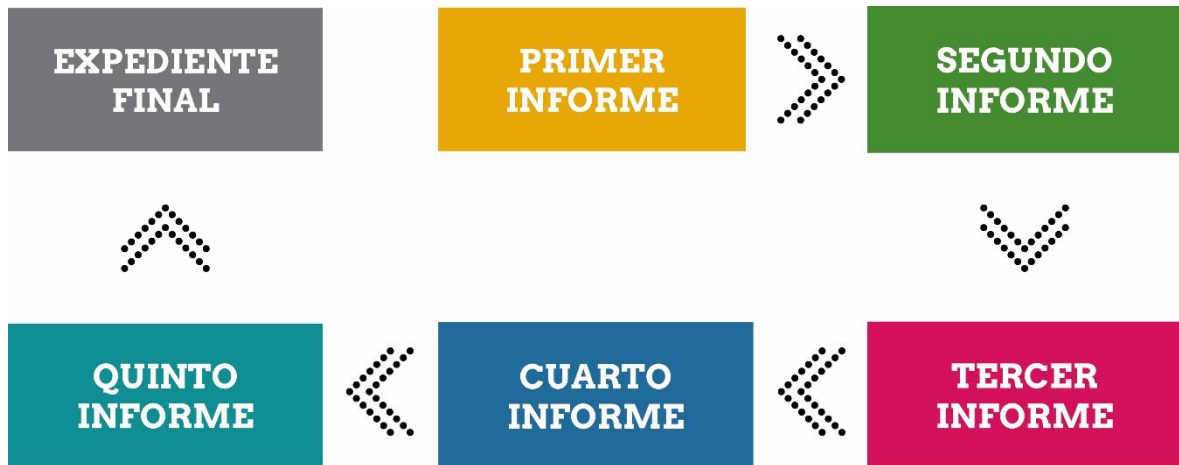 EXPEDIENTE
FINAL
PRIMER
INFORME
SEGUNDO
INFORME
QUINTO
INFORME
CUARTO
INFORME
TERCER
INFORME